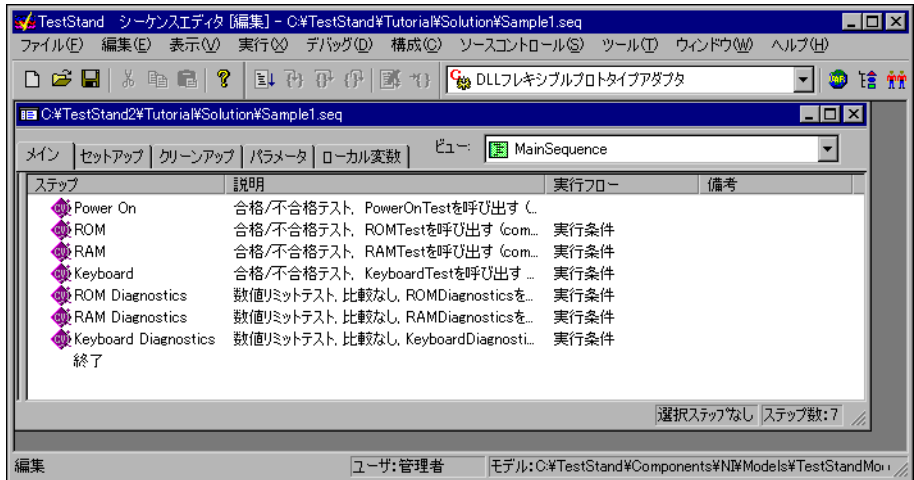 TestStand シーケンスエディタ [編集] - C:¥TestStand¥Tutorial¥Solution¥Sample1.seq
ファイル(F) 編集(E) 表示(V) 実行(X) デバッグ(D) 構成(C) ソースコントロール(S) ツール(T) ウィンドウ(W) ヘルプ(H)
DLLフレキシブルプロトタイプアダプタ
C:¥TestStand2¥Tutorial¥Solution¥Sample1.seq
メイン セットアップ クリーンアップ パラメータ ローカル変数 ビュー: MainSequence
ステップ 説明 実行フロー 備考
Power On 合格/不合格テスト, PowerOnTestを呼び出す (...
ROM 合格/不合格テスト, ROMTestを呼び出す (com... 実行条件
RAM 合格/不合格テスト, RAMTestを呼び出す (com... 実行条件
Keyboard 合格/不合格テスト, KeyboardTestを呼び出す ... 実行条件
ROM Diagnostics 数値リミットテスト, 比較なし, ROMDiagnosticsを... 実行条件
RAM Diagnostics 数値リミットテスト, 比較なし, RAMDiagnosticsを... 実行条件
Keyboard Diagnostics 数値リミットテスト, 比較なし, KeyboardDiagnosti... 実行条件
終了
選択ステップなし ステップ数:7
編集 ユーザ:管理者 モデル:C:¥TestStand¥Components¥NI¥Models¥TestStandMo